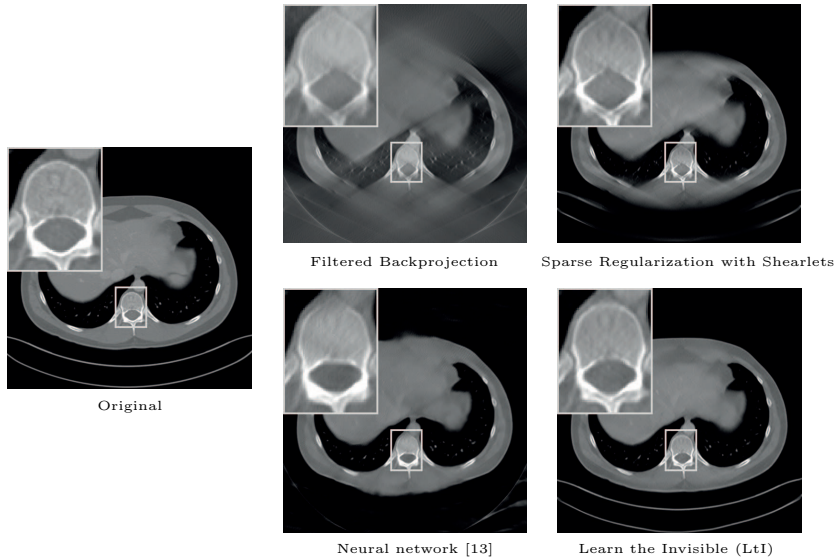 Filtered Backprojection
Sparse Regularization with Shearlets
Original
Neural network [13]
Learn the Invisible (LtI)